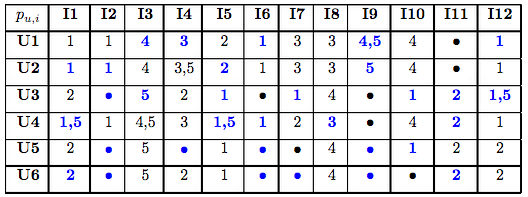 p_{u,i} I1 I2 I3 I4 I5 I6 I7 I8 I9 I10 I11 I12
U1 1 1 4 3 2 1 3 3 4,5 4 • 1
U2 1 1 4 3,5 2 1 3 3 5 4 • 1
U3 2 • 5 2 1 • 1 4 • 1 2 1,5
U4 1,5 1 4,5 3 1,5 1 2 3 • 4 2 1
U5 2 • 5 • 1 • • 4 • 1 2 2
U6 2 • 5 2 1 • • 4 • • 2 2